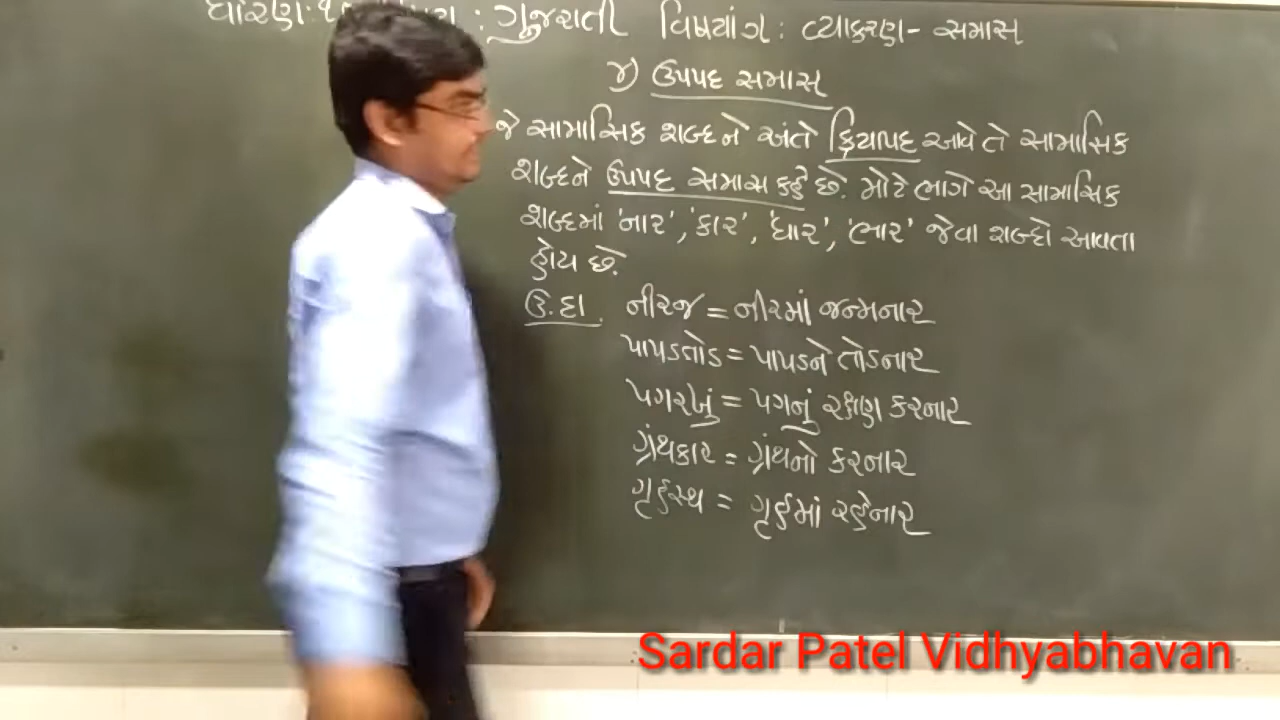 ધોરણ: : ગુજરાતી વિષયાંગ : વ્યાકરણ - સમાસ
૪) ઉપપદ સમાસ
જે સામાસિક શબ્દને અંતે ક્રિયાપદ આવે તે સામાસિક
શબ્દને ઉપપદ સમાસ કહે છે. મોટે ભાગે આ સામાસિક
શબ્દમાં 'નાર', 'કાર', 'ધાર', 'ભાર' જેવા શબ્દો આવતા
હોય છે.
ઉ.દા. નીરજ = નીરમાં જન્મનાર
પાપડતોડ = પાપડને તોડનાર
પગરખું = પગનું રક્ષણ કરનાર
ગ્રંથકાર = ગ્રંથનો કરનાર
ગૃહસ્થ = ગૃહમાં રહેનાર
Sardar Patel Vidhyabhavan